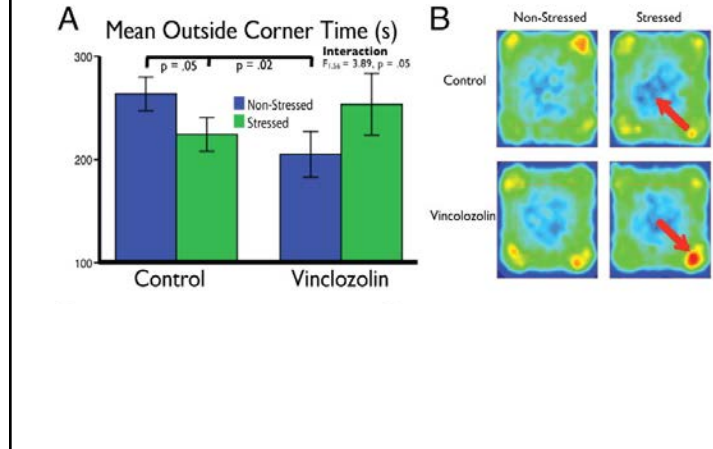 A
Mean Outside Corner Time (s)
300
200
100
p = .05
p = .02
Interaction
F1,56 = 3.89, p = .05
Non-Stressed
Stressed
Control
Vinclozolin
B
Non-Stressed
Stressed
Control
Vincolozolin